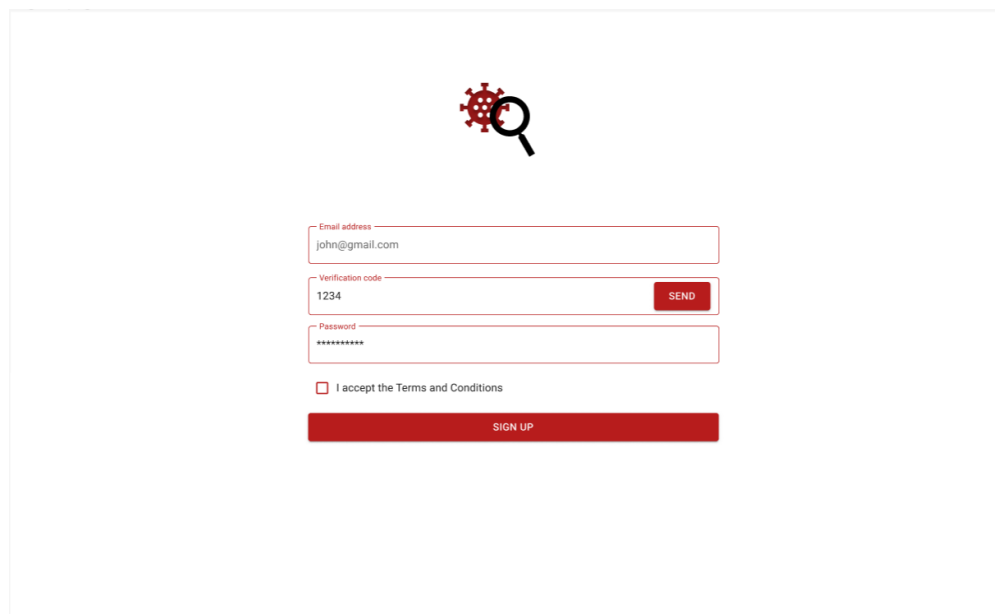 Email address
john@gmail.com
Verification code
1234
SEND
Password
**********
I accept the Terms and Conditions
SIGN UP